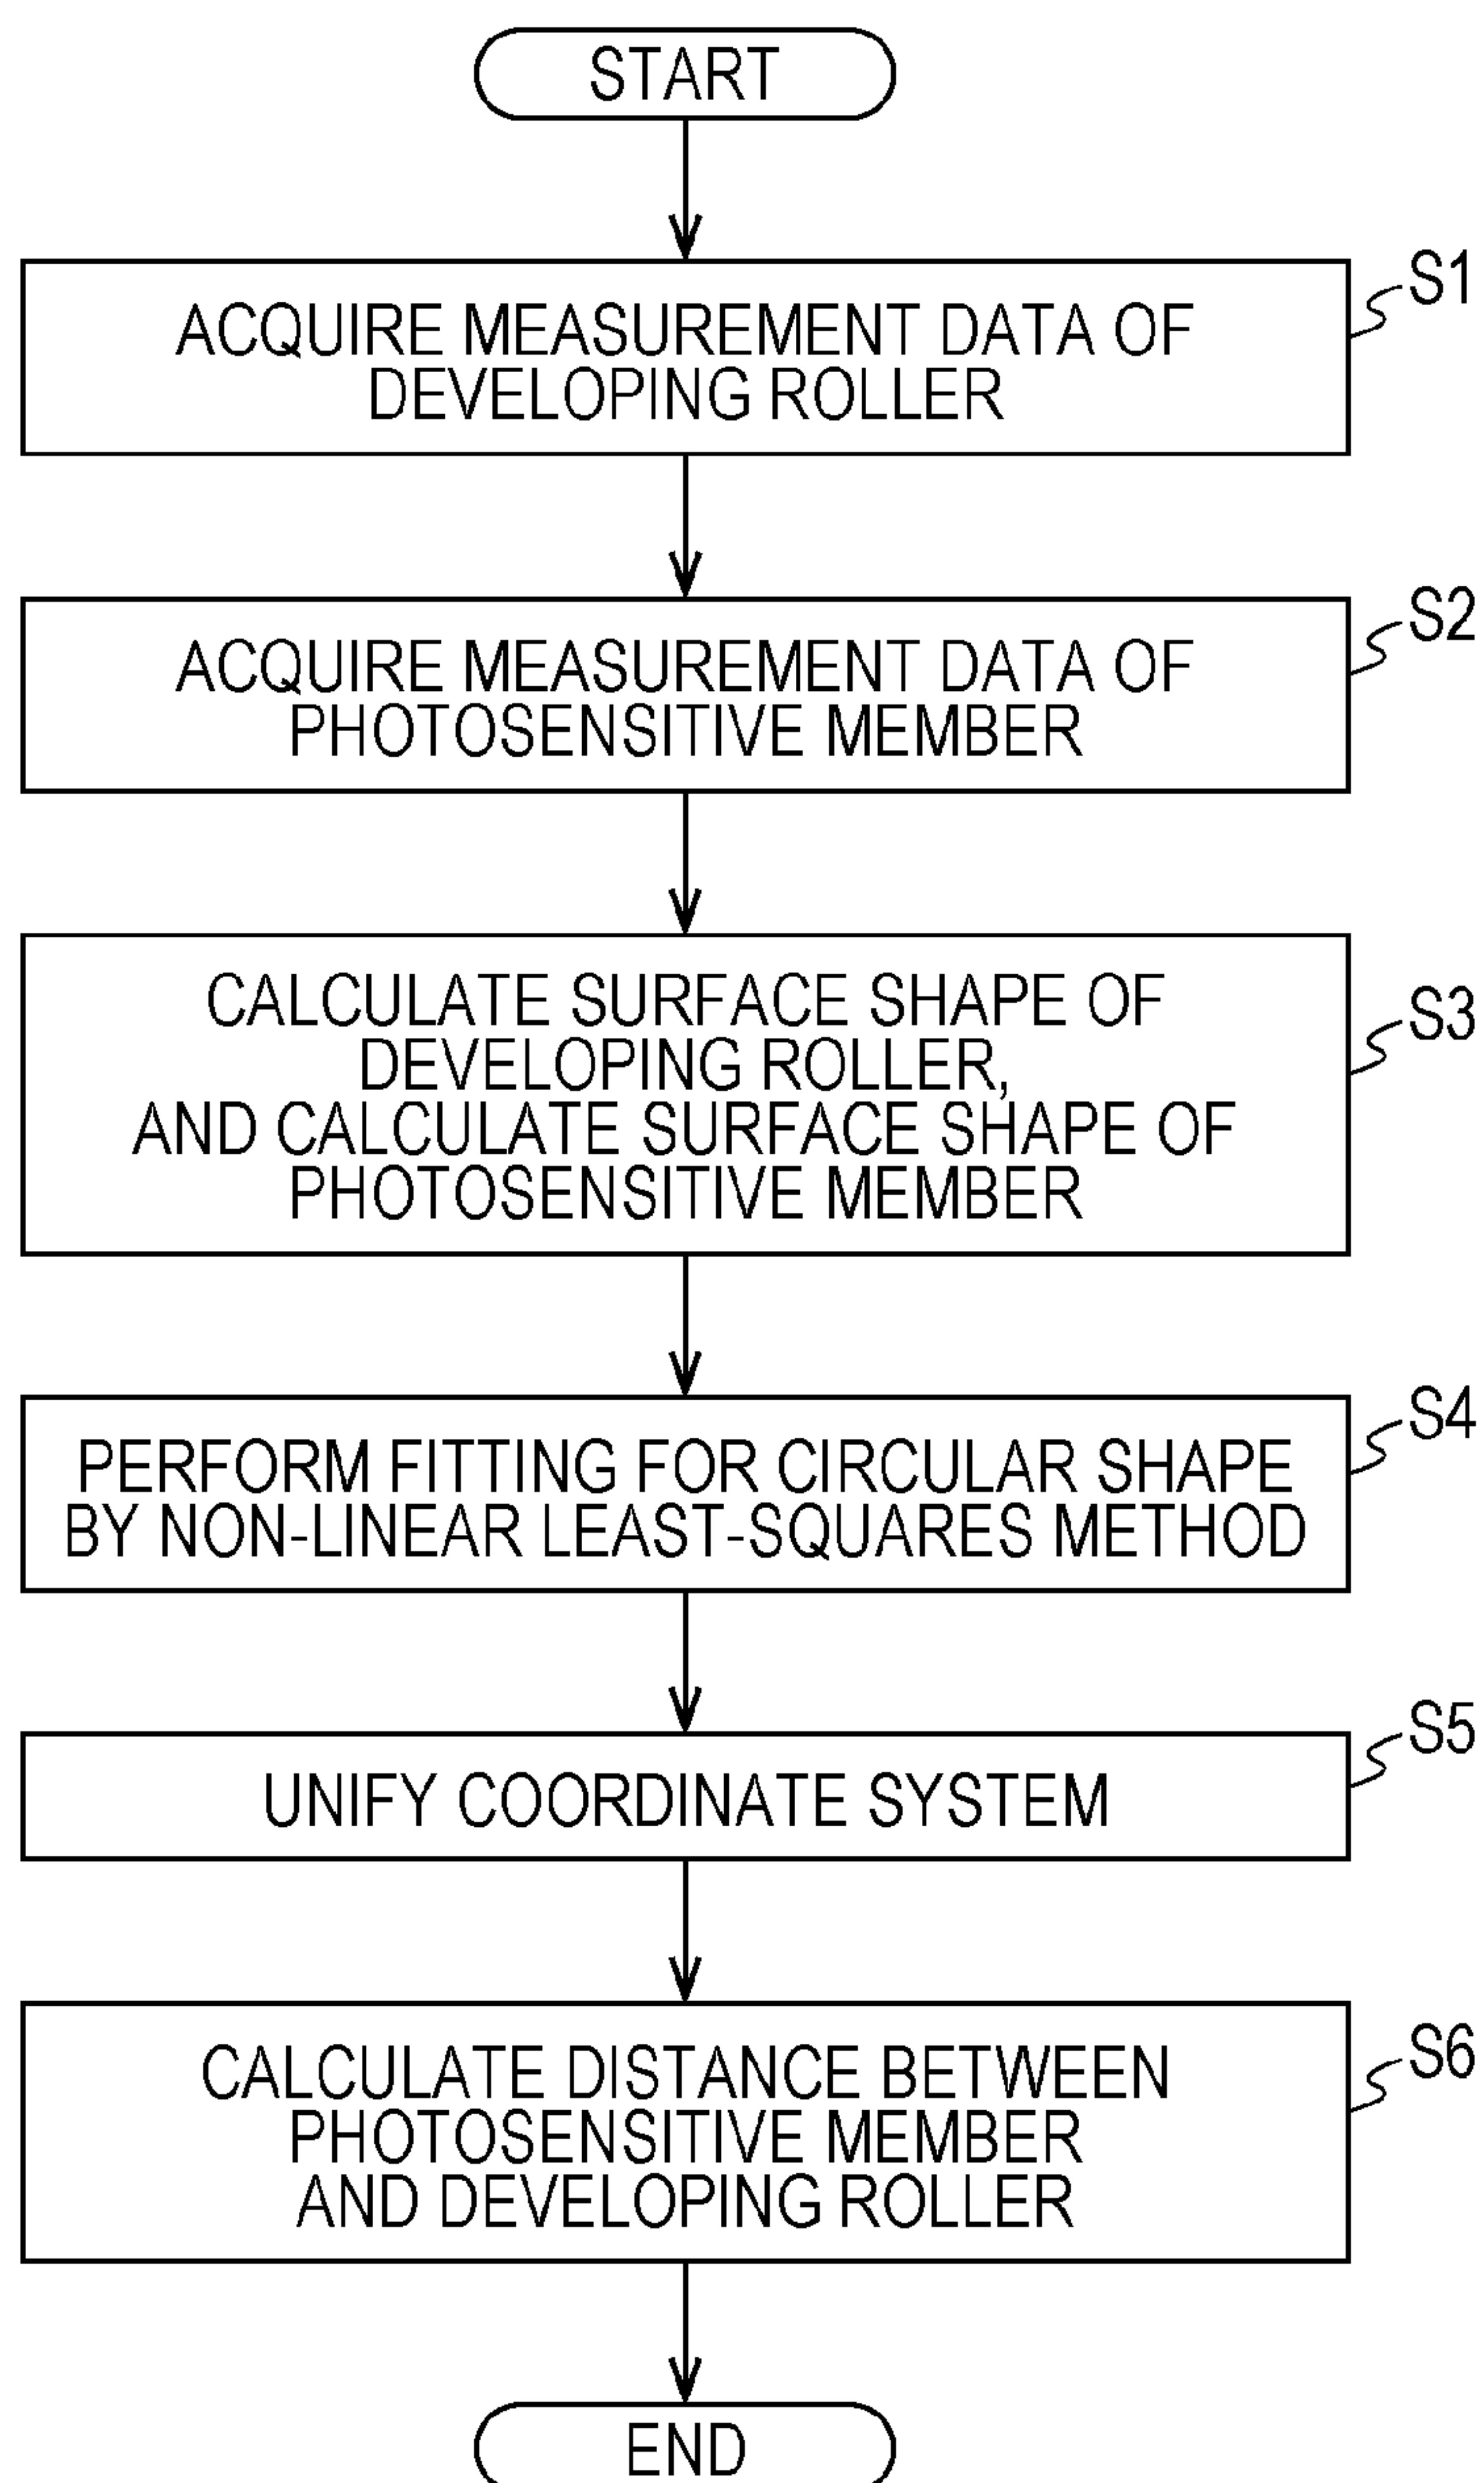 START
S1
ACQUIRE MEASUREMENT DATA OF
DEVELOPING ROLLER
S2
ACQUIRE MEASUREMENT DATA OF
PHOTOSENSITIVE MEMBER
S3
CALCULATE SURFACE SHAPE OF
DEVELOPING ROLLER,
AND CALCULATE SURFACE SHAPE OF
PHOTOSENSITIVE MEMBER
S4
PERFORM FITTING FOR CIRCULAR SHAPE
BY NON-LINEAR LEAST-SQUARES METHOD
S5
UNIFY COORDINATE SYSTEM
S6
CALCULATE DISTANCE BETWEEN
PHOTOSENSITIVE MEMBER
AND DEVELOPING ROLLER
END